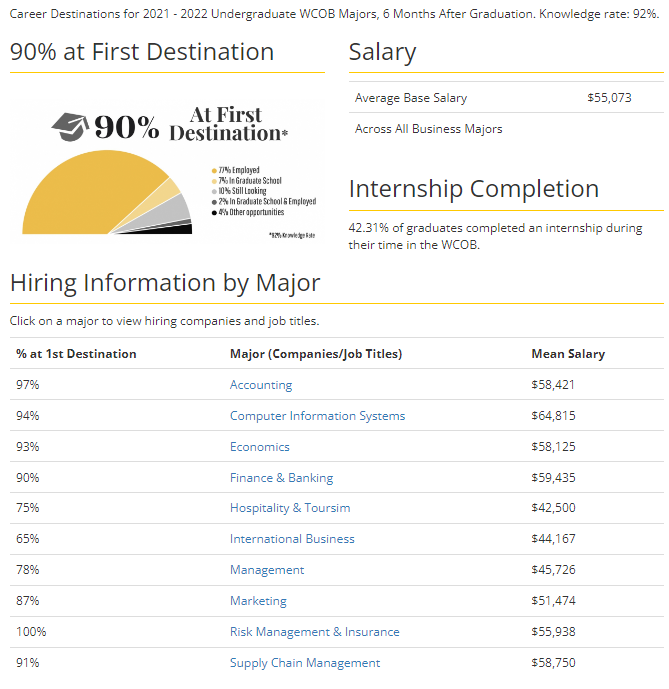 Career Destinations for 2021 - 2022 Undergraduate WCOB Majors, 6 Months After Graduation. Knowledge rate: 92%.
90% at First Destination
90% At First
Destination*
77% Employed
7% In Graduate School
10% Still Looking
2% In Graduate School & Employed
4% Other opportunities
*92% Knowledge Rate
Salary
Average Base Salary $55,073
Across All Business Majors
Internship Completion
42.31% of graduates completed an internship during
their time in the WCOB.
Hiring Information by Major
Click on a major to view hiring companies and job titles.
% at 1st Destination Major (Companies/Job Titles) Mean Salary
97% Accounting $58,421
94% Computer Information Systems $64,815
93% Economics $58,125
90% Finance & Banking $59,435
75% Hospitality & Toursim $42,500
65% International Business $44,167
78% Management $45,726
87% Marketing $51,474
100% Risk Management & Insurance $55,938
91% Supply Chain Management $58,750